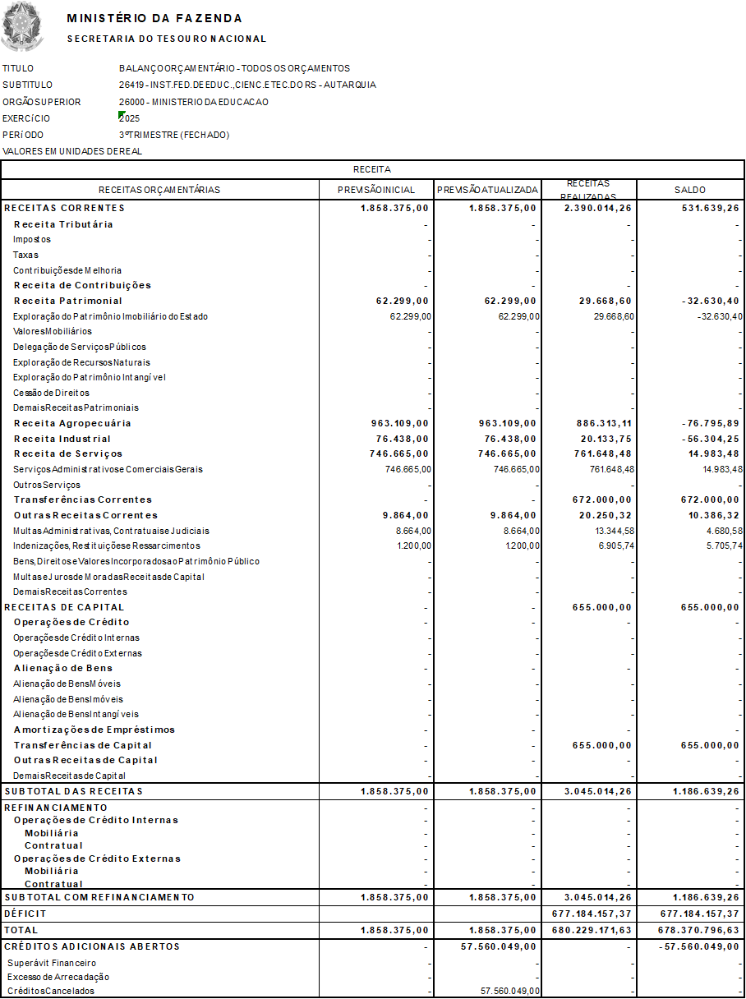 MINISTÉRIO DA FAZENDA
SECRETARIA DO TESOURO NACIONAL
TITULO BALANÇO ORÇAMENTÁRIO - TODOS OS ORÇAMENTOS
SUBTITULO 26419 - INST.FED.DE EDUC.,CIENC.E TEC.DO RS - AUTARQUIA
ORGÃO SUPERIOR 26000 - MINISTERIO DA EDUCACAO
EXERCíCIO 2025
PERíODO 3ºTRIMESTRE (FECHADO)
VALORES EM UNIDADES DE REAL
RECEITA
RECEITAS ORÇAMENTÁRIAS PREVISÃO INICIAL PREVISÃO ATUALIZADA RECEITAS REALIZADAS SALDO
RECEITAS CORRENTES 1.858.375,00 1.858.375,00 2.390.014,26 531.639,26
Receita Tributária - - - -
Impostos - - - -
Taxas - - - -
Contribuições de Melhoria - - - -
Receita de Contribuições - - - -
Receita Patrimonial 62.299,00 62.299,00 29.668,60 -32.630,40
Exploração do Patrimônio Imobiliário do Estado 62.299,00 62.299,00 29.668,60 -32.630,40
Valores Mobiliários - - - -
Delegação de Serviços Públicos - - - -
Exploração de Recursos Naturais - - - -
Exploração do Patrimônio Intangível - - - -
Cessão de Direitos - - - -
Demais Receitas Patrimoniais - - - -
Receita Agropecuária 963.109,00 963.109,00 886.313,11 -76.795,89
Receita Industrial 76.438,00 76.438,00 20.133,75 -56.304,25
Receita de Serviços 746.665,00 746.665,00 761.648,48 14.983,48
Serviços Administrativos e Comerciais Gerais 746.665,00 746.665,00 761.648,48 14.983,48
Outros Serviços - - - -
Transferências Correntes - - 672.000,00 672.000,00
Outras Receitas Correntes 9.864,00 9.864,00 20.250,32 10.386,32
Multas Administrativas, Contratuais e Judiciais 8.664,00 8.664,00 13.344,58 4.680,58
Indenizações, Restituições e Ressarcimentos 1.200,00 1.200,00 6.905,74 5.705,74
Bens, Direitos e Valores Incorporados ao Patrimônio Público - - - -
Multas e Juros de Mora das Receitas de Capital - - - -
Demais Receitas Correntes - - - -
RECEITAS DE CAPITAL - - 655.000,00 655.000,00
Operações de Crédito - - - -
Operações de Crédito Internas - - - -
Operações de Crédito Externas - - - -
Alienação de Bens - - - -
Alienação de Bens Móveis - - - -
Alienação de Bens Imóveis - - - -
Alienação de Bens Intangíveis - - - -
Amortizações de Empréstimos - - - -
Transferências de Capital - - 655.000,00 655.000,00
Outras Receitas de Capital - - - -
Demais Receitas de Capital - - - -
SUBTOTAL DAS RECEITAS 1.858.375,00 1.858.375,00 3.045.014,26 1.186.639,26
REFINANCIAMENTO - - - -
Operações de Crédito Internas - - - -
Mobiliária - - - -
Contratual - - - -
Operações de Crédito Externas - - - -
Mobiliária - - - -
Contratual - - - -
SUBTOTAL COM REFINANCIAMENTO 1.858.375,00 1.858.375,00 3.045.014,26 1.186.639,26
DÉFICIT 677.184.157,37 677.184.157,37
TOTAL 1.858.375,00 1.858.375,00 680.229.171,63 678.370.796,63
CRÉDITOS ADICIONAIS ABERTOS - 57.560.049,00 - -57.560.049,00
Superávit Financeiro - - - -
Excesso de Arrecadação - - - -
Créditos Cancelados - 57.560.049,00 - -